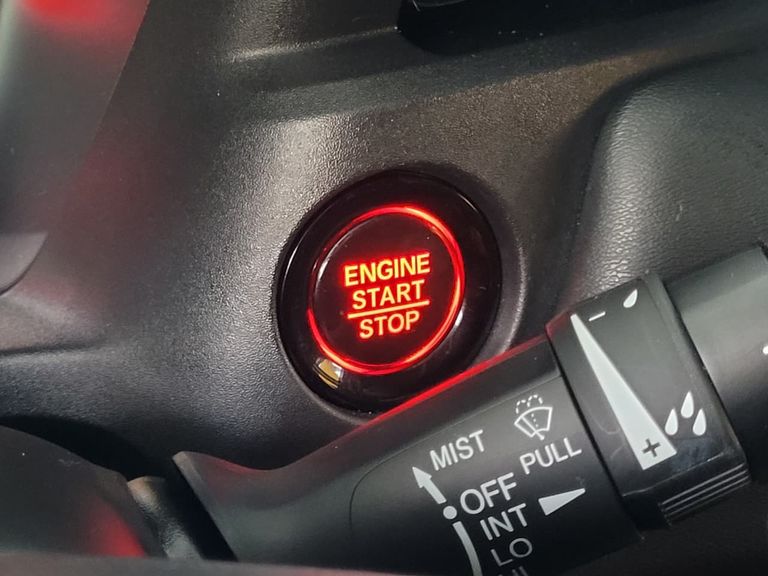 ENGINE
START
STOP
MIST
PULL
OFF
INT
LO